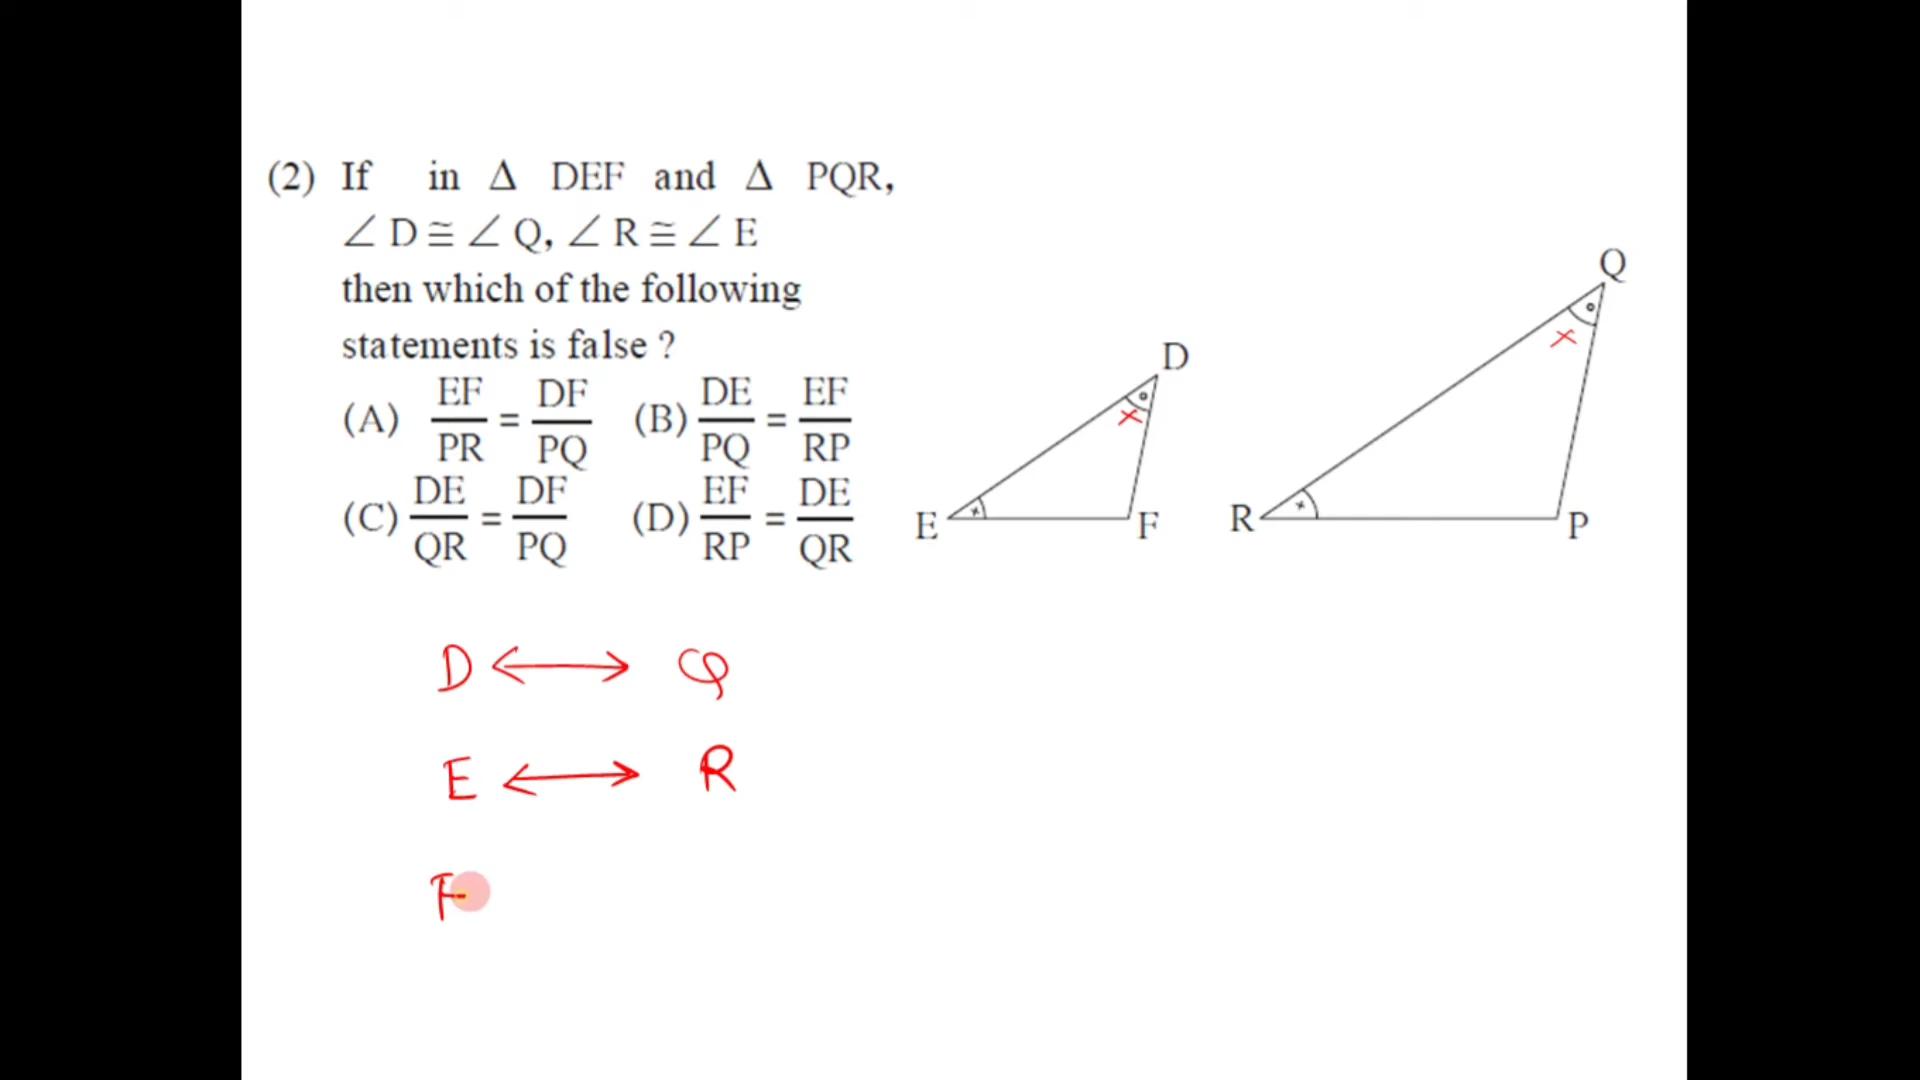 (2) If in Δ DEF and Δ PQR,
∠D ≅ ∠Q, ∠R ≅ ∠E
then which of the following
statements is false ?
(A) EF/PR = DF/PQ (B) DE/PQ = EF/RP
(C) DE/QR = DF/PQ (D) EF/RP = DE/QR
Q
D
E F R P
D ↔ Q
E ↔ R
F